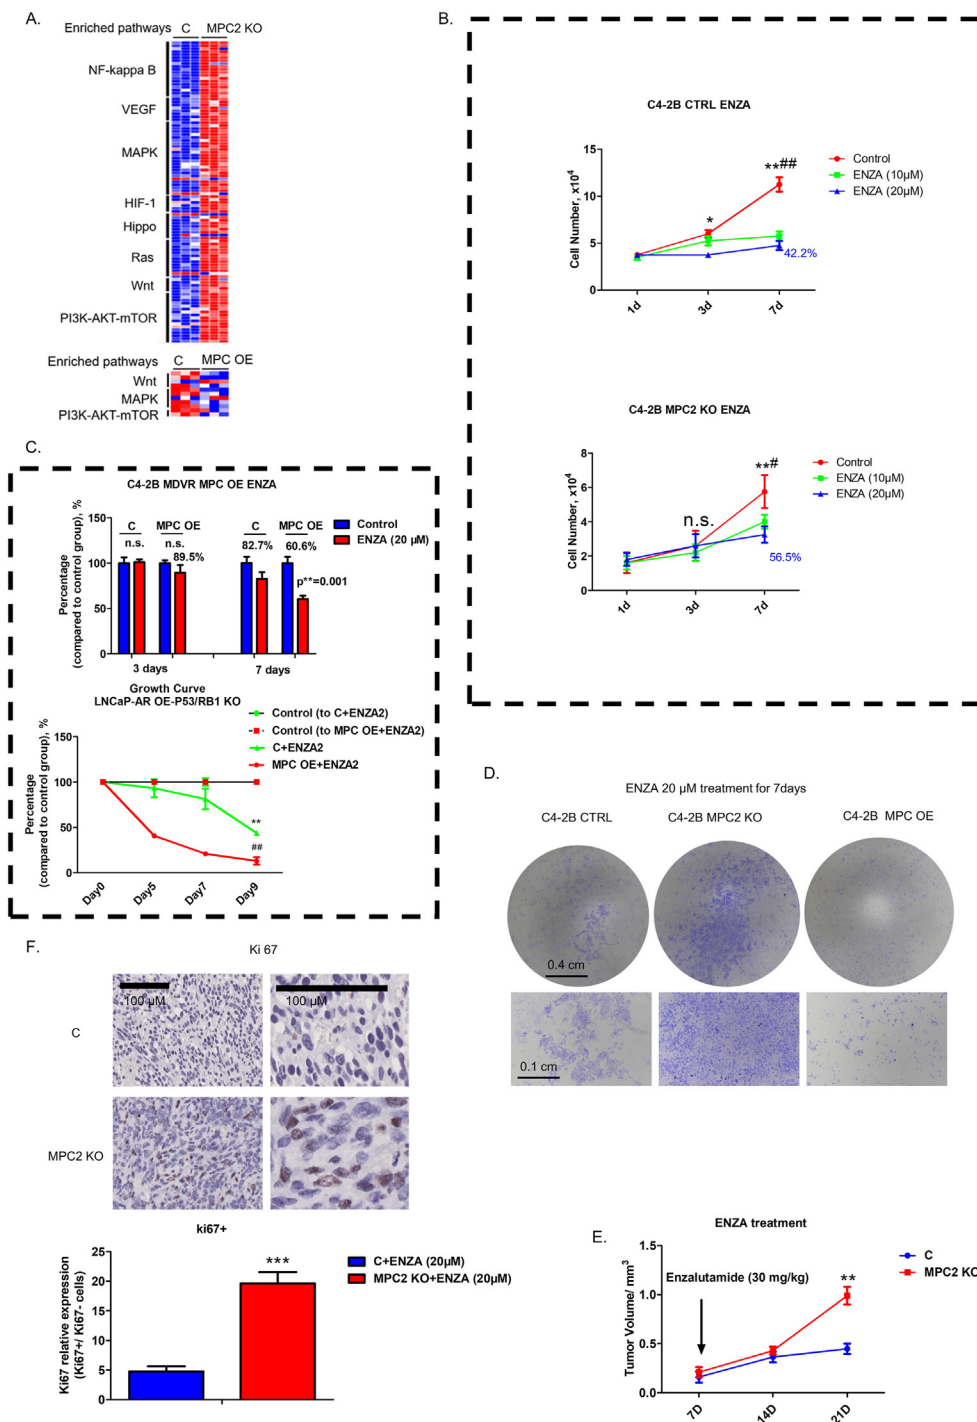 A.
Enriched pathways C MPC2 KO
NF-kappa B
VEGF
MAPK
HIF-1
Hippo
Ras
Wnt
PI3K-AKT-mTOR
Enriched pathways C MPC OE
Wnt
MAPK
PI3K-AKT-mTOR
B.
C4-2B CTRL ENZA
Cell Number, x10⁴
15
10
5
0
1d
3d
7d
*
**##
42.2%
Control
ENZA (10µM)
ENZA (20µM)
C4-2B MPC2 KO ENZA
Cell Number, x10⁴
8
6
4
2
0
1d
3d
7d
n.s.
**#
56.5%
Control
ENZA (10µM)
ENZA (20µM)
C.
C4-2B MDVR MPC OE ENZA
Percentage
(compared to control group), %
150
100
50
0
C MPC OE C MPC OE
n.s. n.s. 82.7% 60.6%
89.5%
p**=0.001
3 days 7 days
Control
ENZA (20 µM)
Growth Curve
LNCaP-AR OE-P53/RB1 KO
Control (to C+ENZA2)
Control (to MPC OE+ENZA2)
C+ENZA2
MPC OE+ENZA2
Percentage
(compared to control group), %
150
100
50
0
**
##
Day0
Day5
Day7
Day9
D.
ENZA 20 µM treatment for 7days
C4-2B CTRL C4-2B MPC2 KO C4-2B MPC OE
0.4 cm
0.1 cm
F.
Ki 67
100 µM 100 µM
C
MPC2 KO
ki67+
Ki67 relative expression
(Ki67+/ Ki67- cells)
25
20
15
10
5
0
***
C+ENZA (20µM)
MPC2 KO+ENZA (20µM)
E.
ENZA treatment
Tumor Volume/ mm³
1.5
1.0
0.5
0.0
Enzalutamide (30 mg/kg)
**
7D
14D
21D
C
MPC2 KO